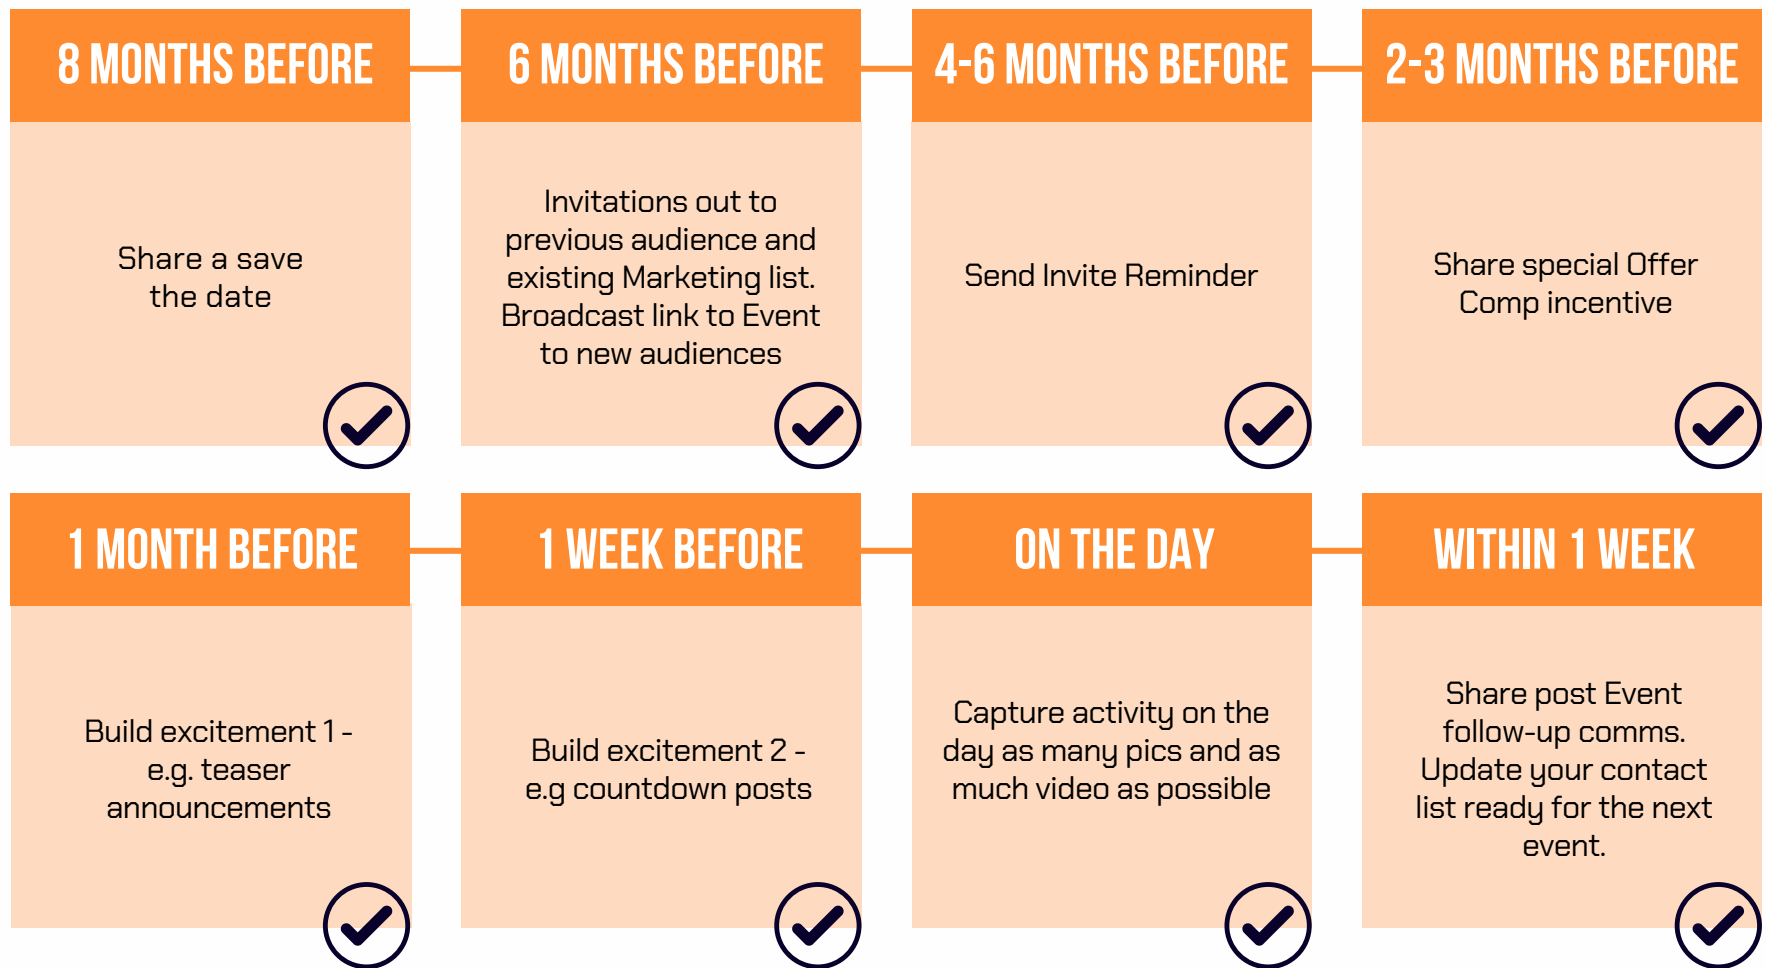 8 MONTHS BEFORE
Share a save
the date
6 MONTHS BEFORE
Invitations out to
previous audience and
existing Marketing list.
Broadcast link to Event
to new audiences
4-6 MONTHS BEFORE
Send Invite Reminder
2-3 MONTHS BEFORE
Share special Offer
Comp incentive
1 MONTH BEFORE
Build excitement 1 -
e.g. teaser
announcements
1 WEEK BEFORE
Build excitement 2 -
e.g countdown posts
ON THE DAY
Capture activity on the
day as many pics and as
much video as possible
WITHIN 1 WEEK
Share post Event
follow-up comms.
Update your contact
list ready for the next
event.